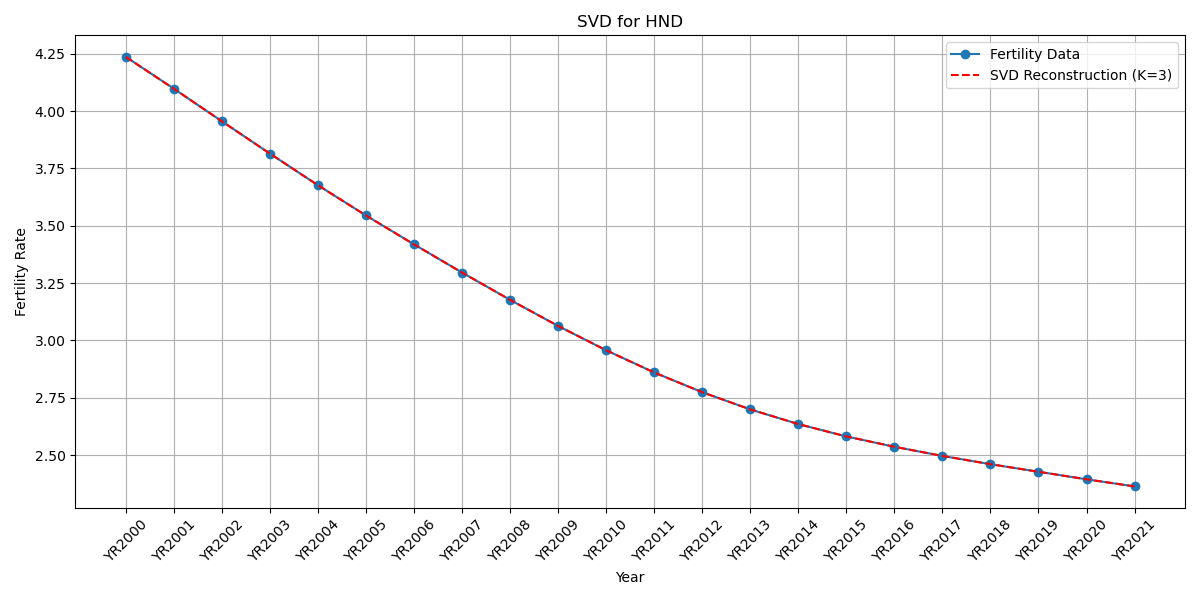 SVD for HND
Fertility Data
SVD Reconstruction (K=3)
Fertility Rate
4.25
4.00
3.75
3.50
3.25
3.00
2.75
2.50
YR2000
YR2001
YR2002
YR2003
YR2004
YR2005
YR2006
YR2007
YR2008
YR2009
YR2010
YR2011
YR2012
YR2013
YR2014
YR2015
YR2016
YR2017
YR2018
YR2019
YR2020
YR2021
Year